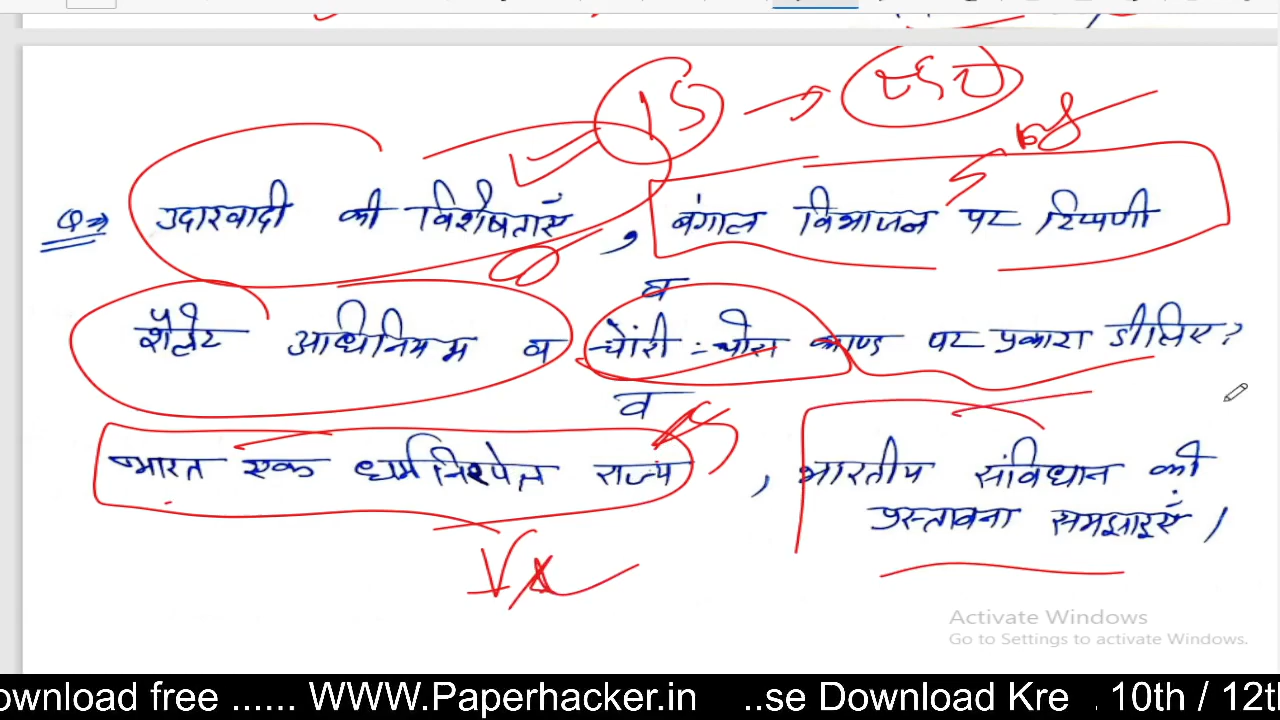 15 →
Q⇒ उदारवादी की विशेषताएं , बंगाल विभाजन पर टिप्पणी
व
शैलेट अधिनियम व चोंरी-चोरा काण्ड पर प्रकाश डीलिए?
व
भारत एक धर्मनिरपेक्ष राज्य , भारतीय संविधान की
प्रस्तावना समझाइएं /
Activate Windows
Go to Settings to activate Windows.
ownload free ...... WWW.Paperhacker.in ..se Download Kre . 10th / 12th